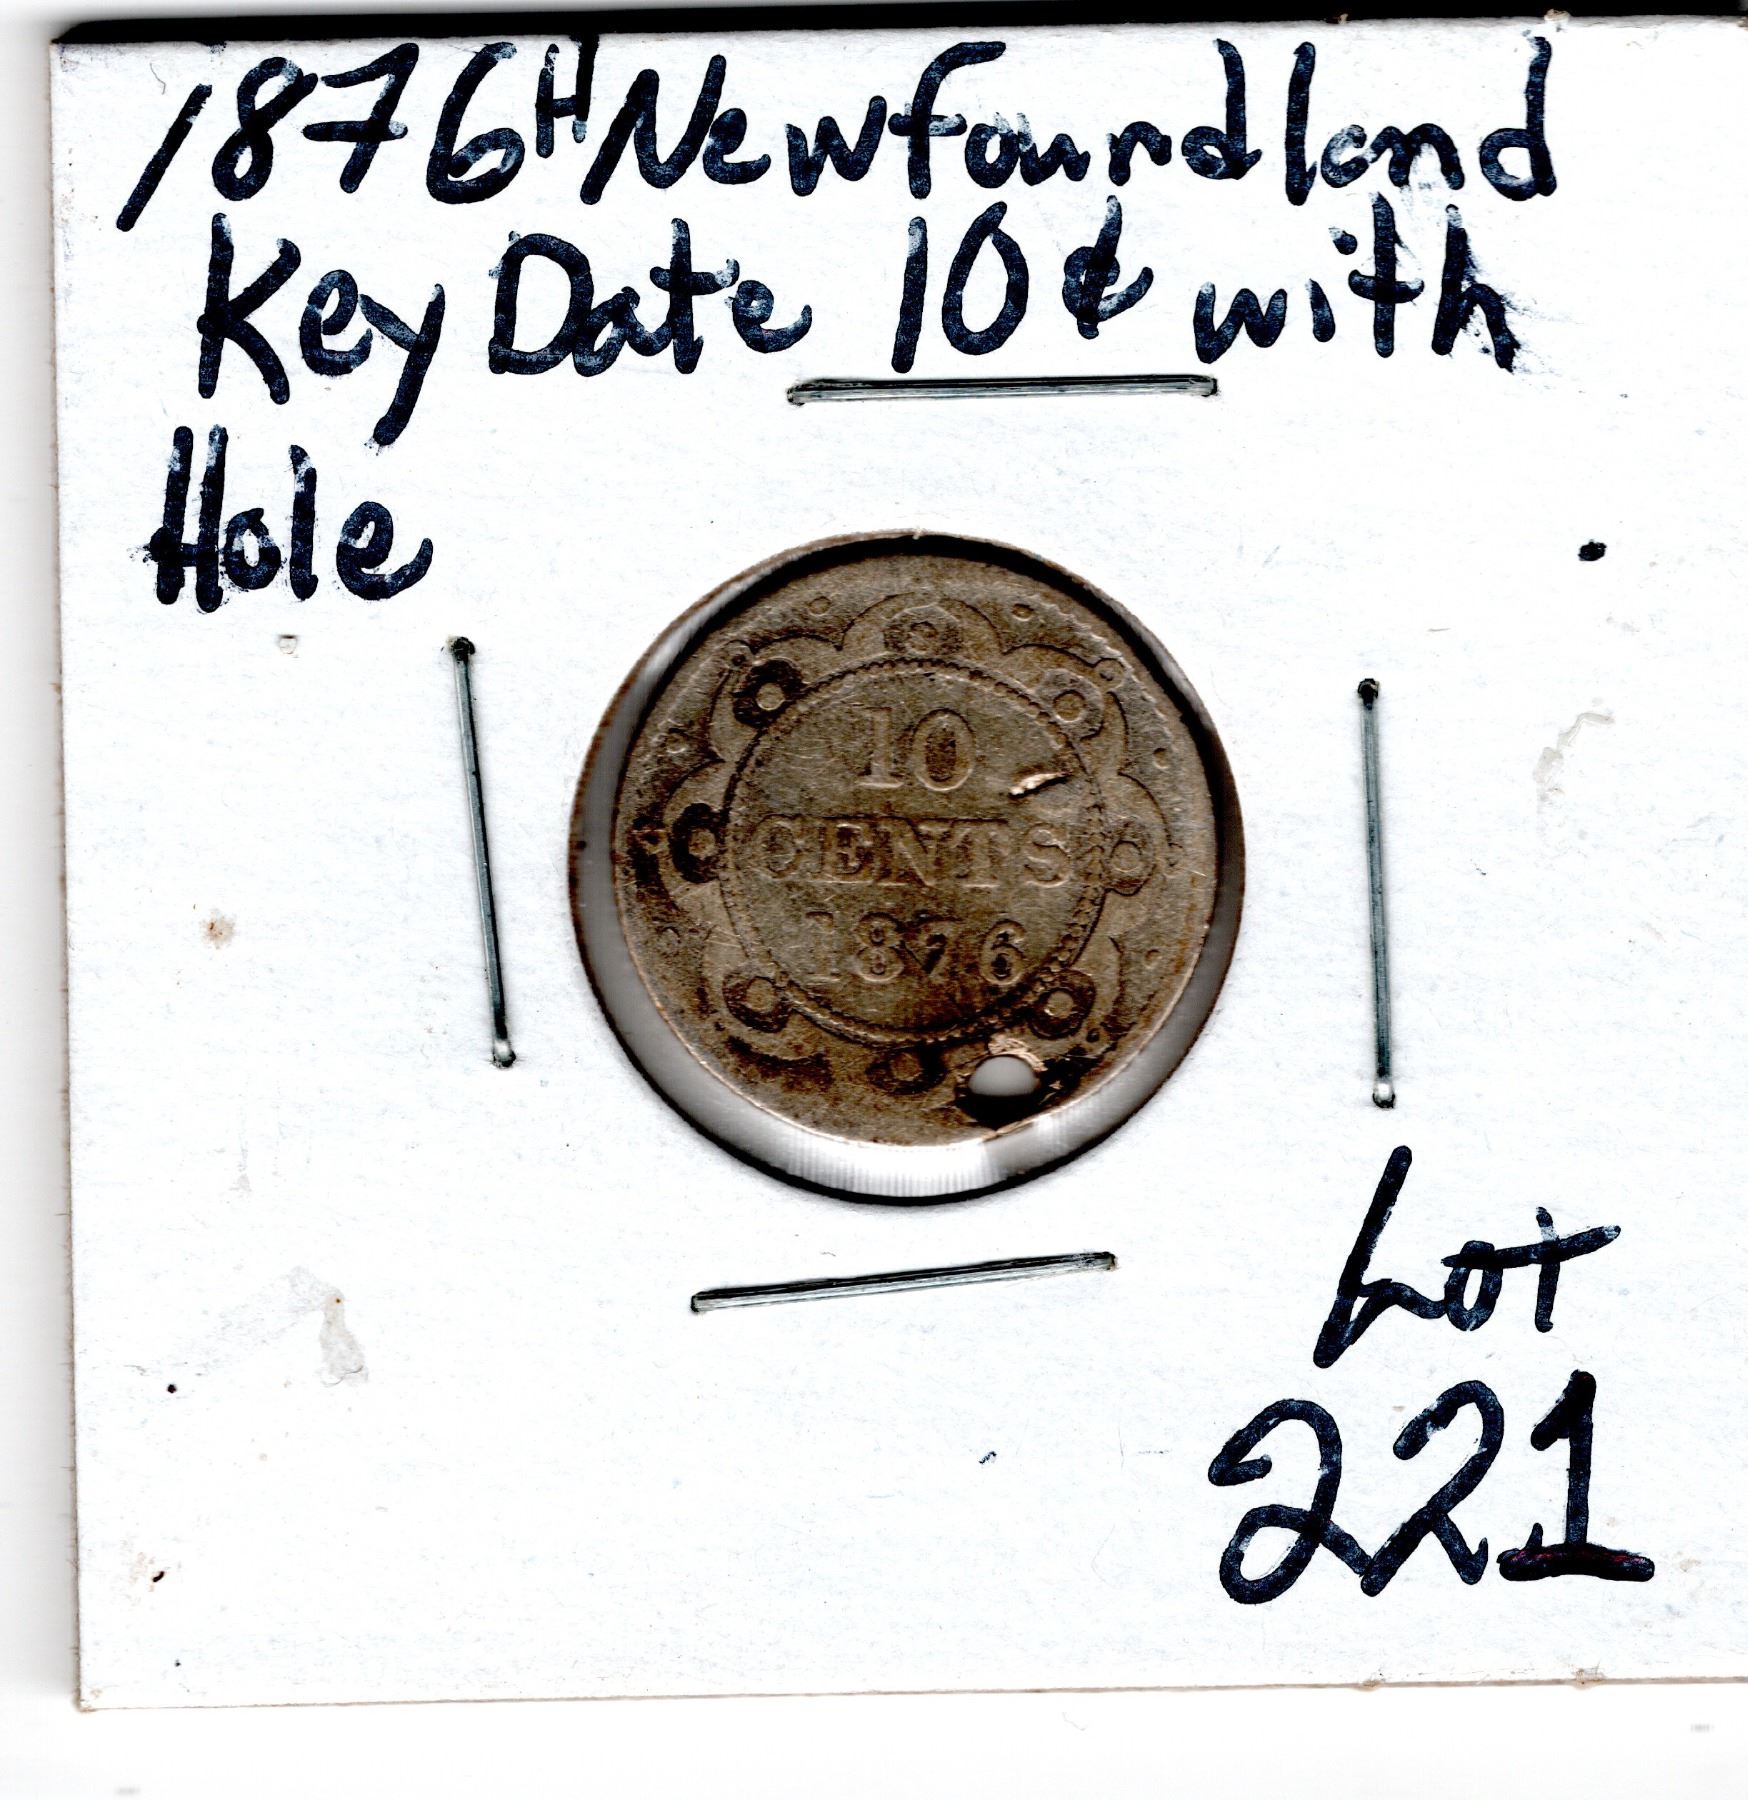 1876H Newfoundland
Key Date 10¢ with
Hole
10
CENTS
1876
Lot
221